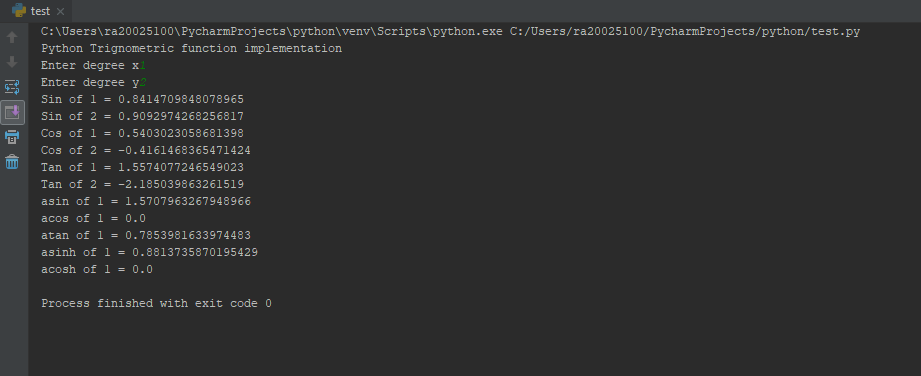 test
C:\Users\ra20025100\PycharmProjects\python\venv\Scripts\python.exe C:/Users/ra20025100/PycharmProjects/python/test.py
Python Trignometric function implementation
Enter degree x1
Enter degree y2
Sin of 1 = 0.8414709848078965
Sin of 2 = 0.9092974268256817
Cos of 1 = 0.5403023058681398
Cos of 2 = -0.4161468365471424
Tan of 1 = 1.5574077246549023
Tan of 2 = -2.185039863261519
asin of 1 = 1.5707963267948966
acos of 1 = 0.0
atan of 1 = 0.7853981633974483
asinh of 1 = 0.8813735870195429
acosh of 1 = 0.0
Process finished with exit code 0